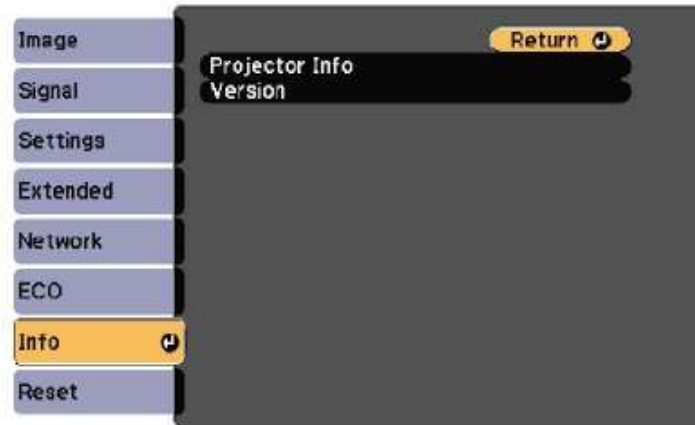 Image
Signal
Settings
Extended
Network
ECO
Info
Reset
Return
Projector Info
Version